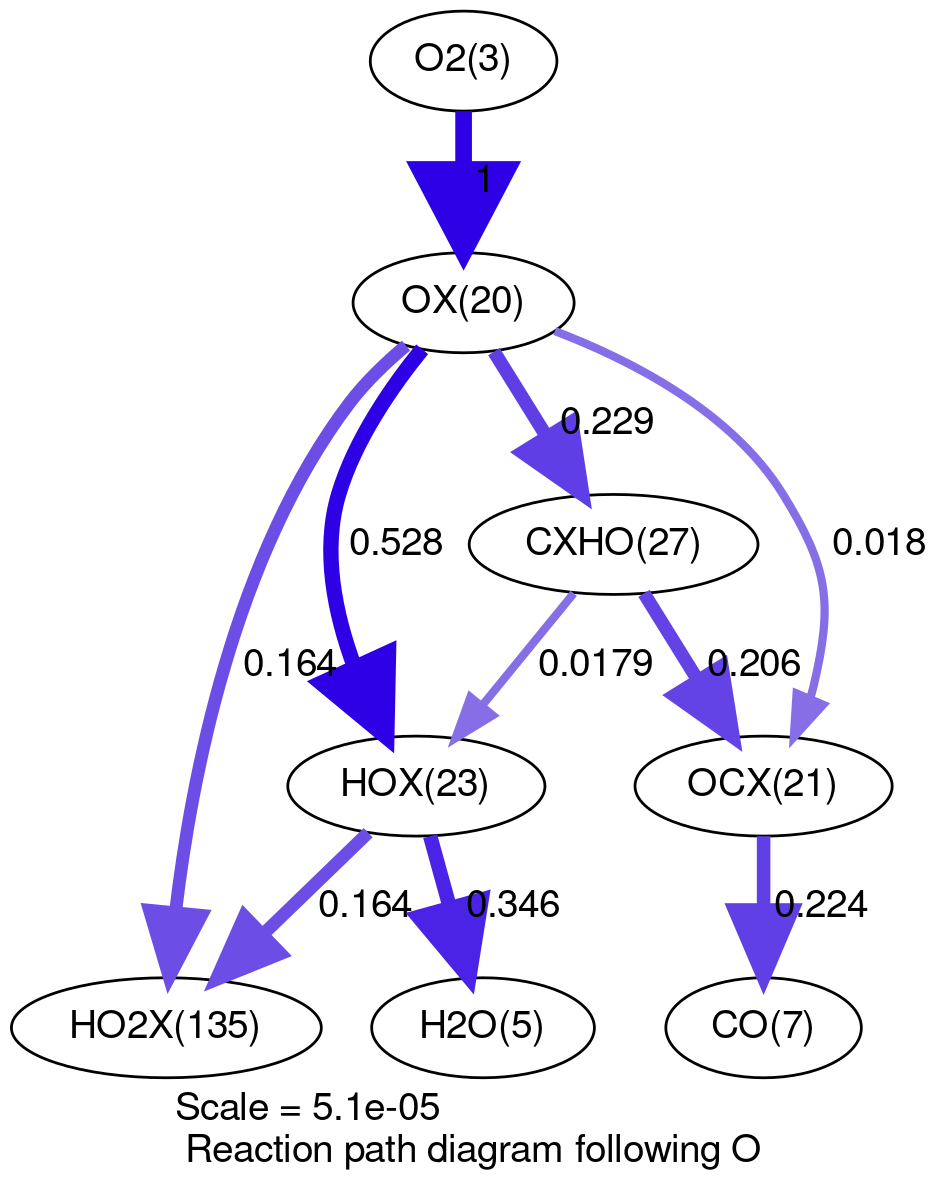 O2(3)
1
OX(20)
0.229
0.528
CXHO(27)
0.018
0.164
0.0179
0.206
HOX(23)
OCX(21)
0.164
0.346
0.224
HO2X(135)
H2O(5)
CO(7)
Scale = 5.1e-05
Reaction path diagram following O